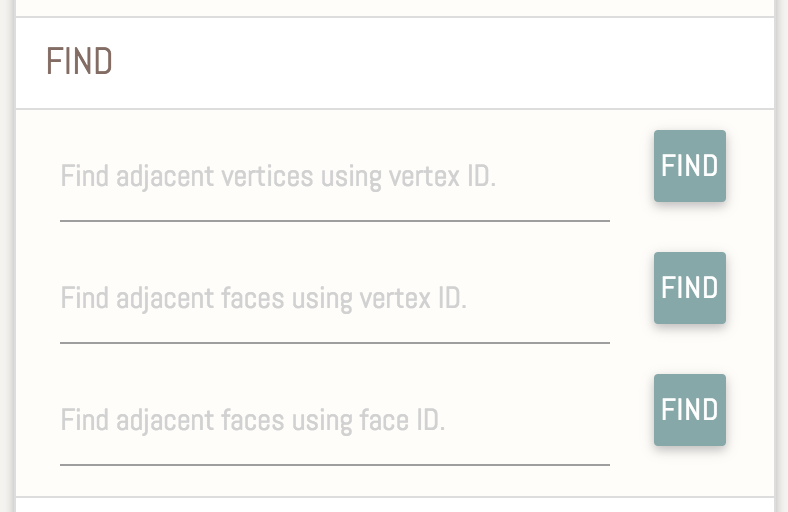 FIND
Find adjacent vertices using vertex ID.
FIND
Find adjacent faces using vertex ID.
FIND
Find adjacent faces using face ID.
FIND